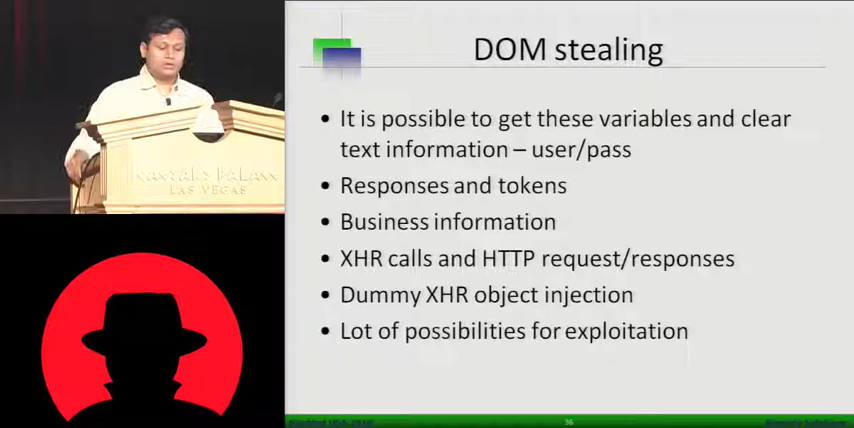 DOM stealing
• It is possible to get these variables and clear
text information – user/pass
• Responses and tokens
• Business information
• XHR calls and HTTP request/responses
• Dummy XHR object injection
• Lot of possibilities for exploitation
LAS VEGAS
36